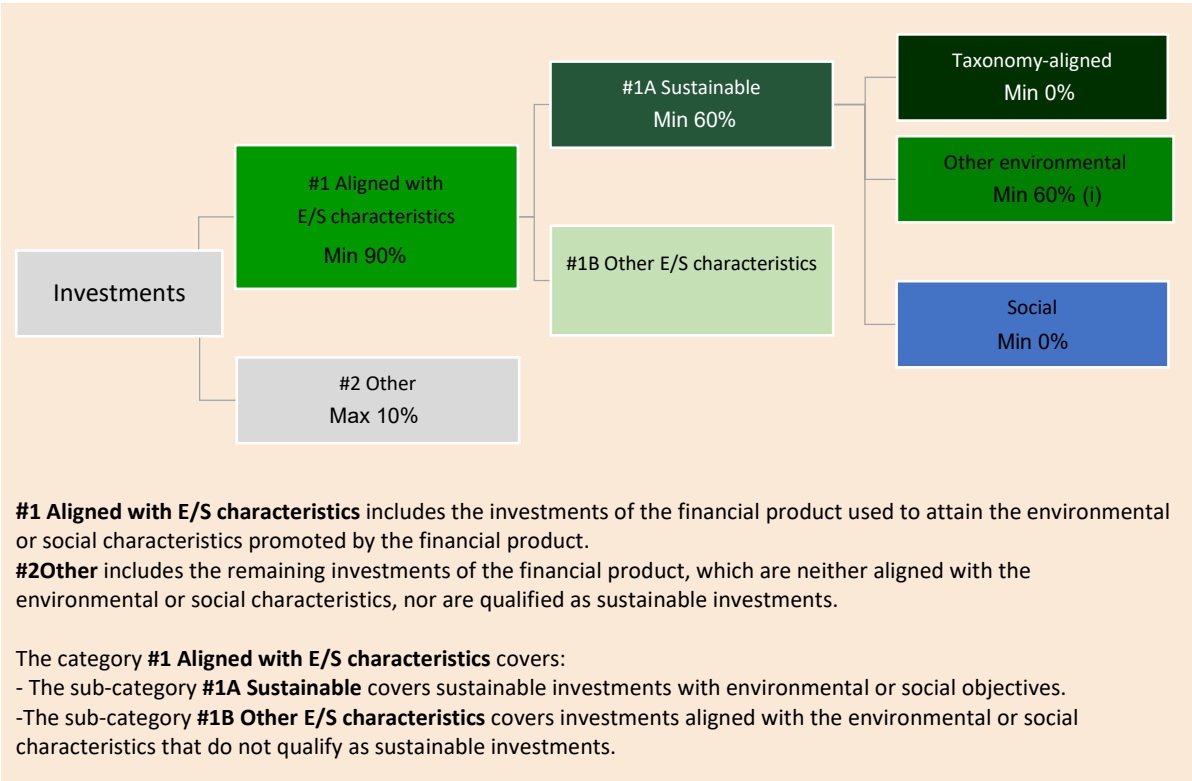 Investments
#1 Aligned with
E/S characteristics
Min 90%
#2 Other
Max 10%
#1A Sustainable
Min 60%
#1B Other E/S characteristics
Taxonomy-aligned
Min 0%
Other environmental
Min 60% (i)
Social
Min 0%
#1 Aligned with E/S characteristics includes the investments of the financial product used to attain the environmental
or social characteristics promoted by the financial product.
#2Other includes the remaining investments of the financial product, which are neither aligned with the
environmental or social characteristics, nor are qualified as sustainable investments.
The category #1 Aligned with E/S characteristics covers:
- The sub-category #1A Sustainable covers sustainable investments with environmental or social objectives.
-The sub-category #1B Other E/S characteristics covers investments aligned with the environmental or social
characteristics that do not qualify as sustainable investments.